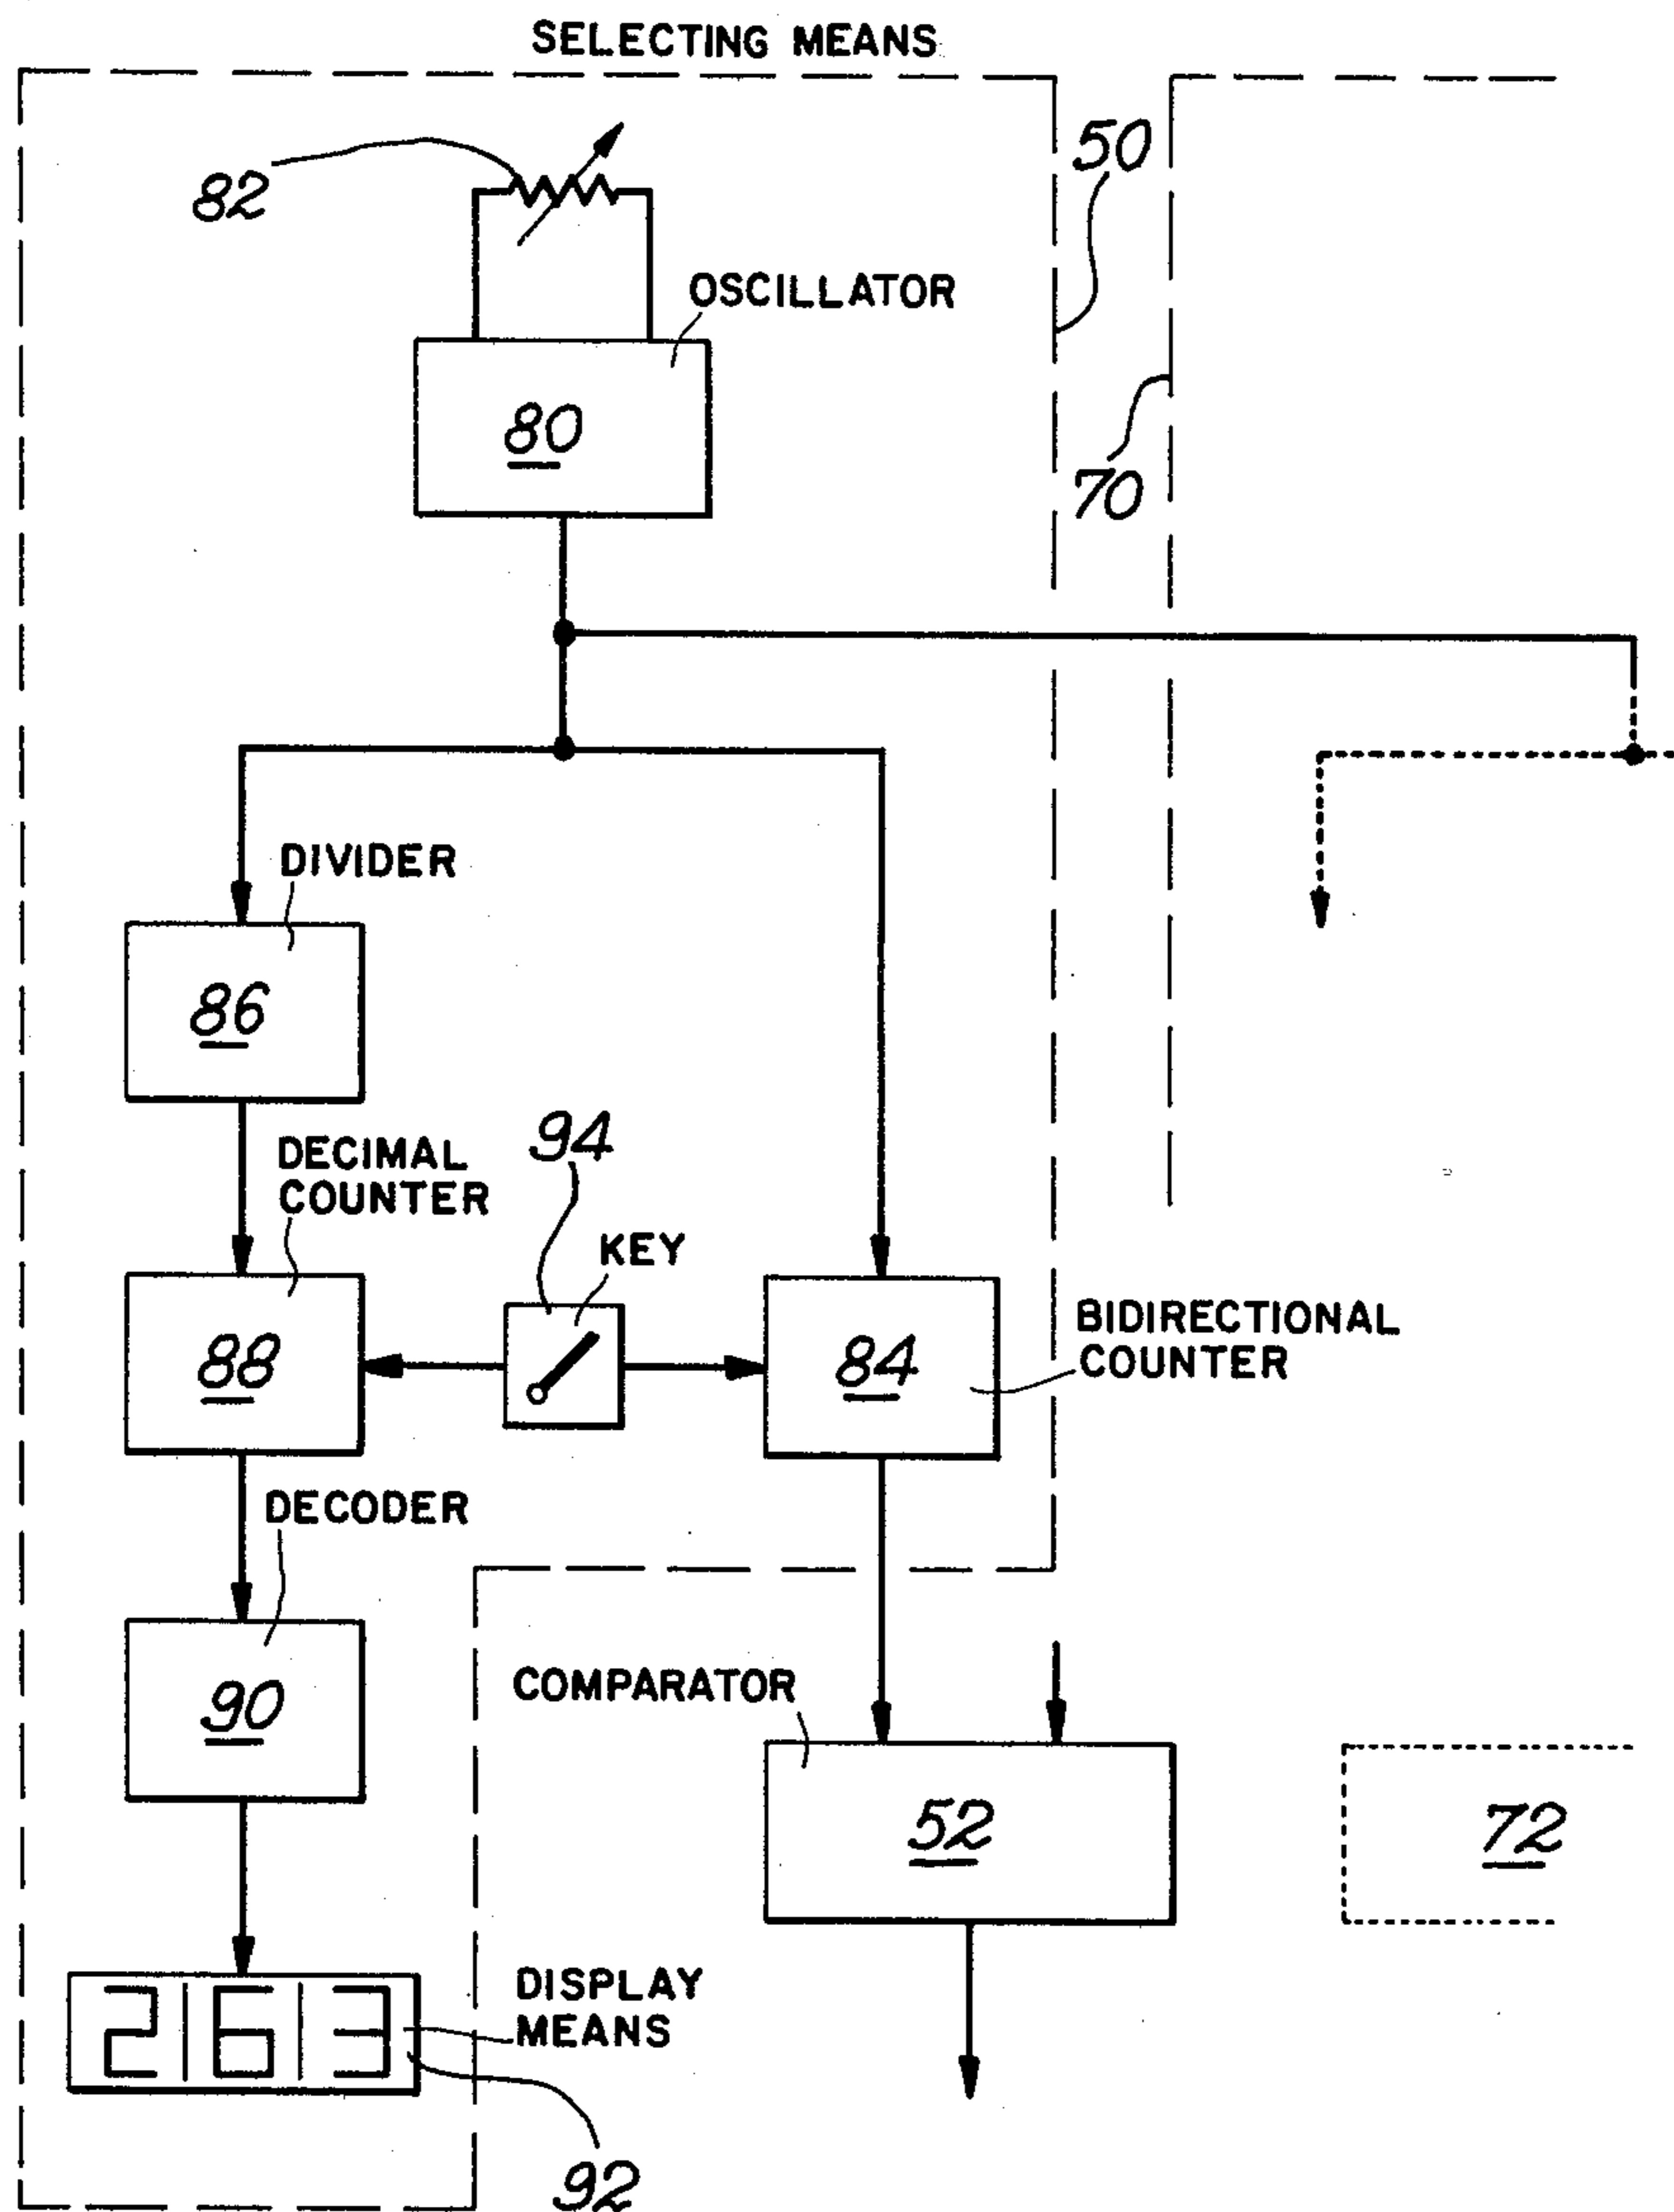 SELECTING MEANS
50
82
OSCILLATOR
80
70
DIVIDER
86
94
DECIMAL
COUNTER
KEY
88
84
BIDIRECTIONAL
COUNTER
DECODER
90
COMPARATOR
52
72
263
DISPLAY
MEANS
92